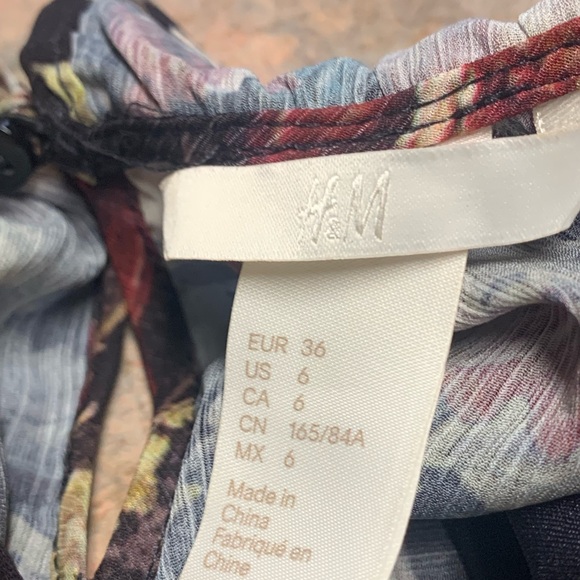 H&M
EUR 36
US 6
CA 6
CN 165/84A
MX 6
Made in
China
Fabriqué en
Chine